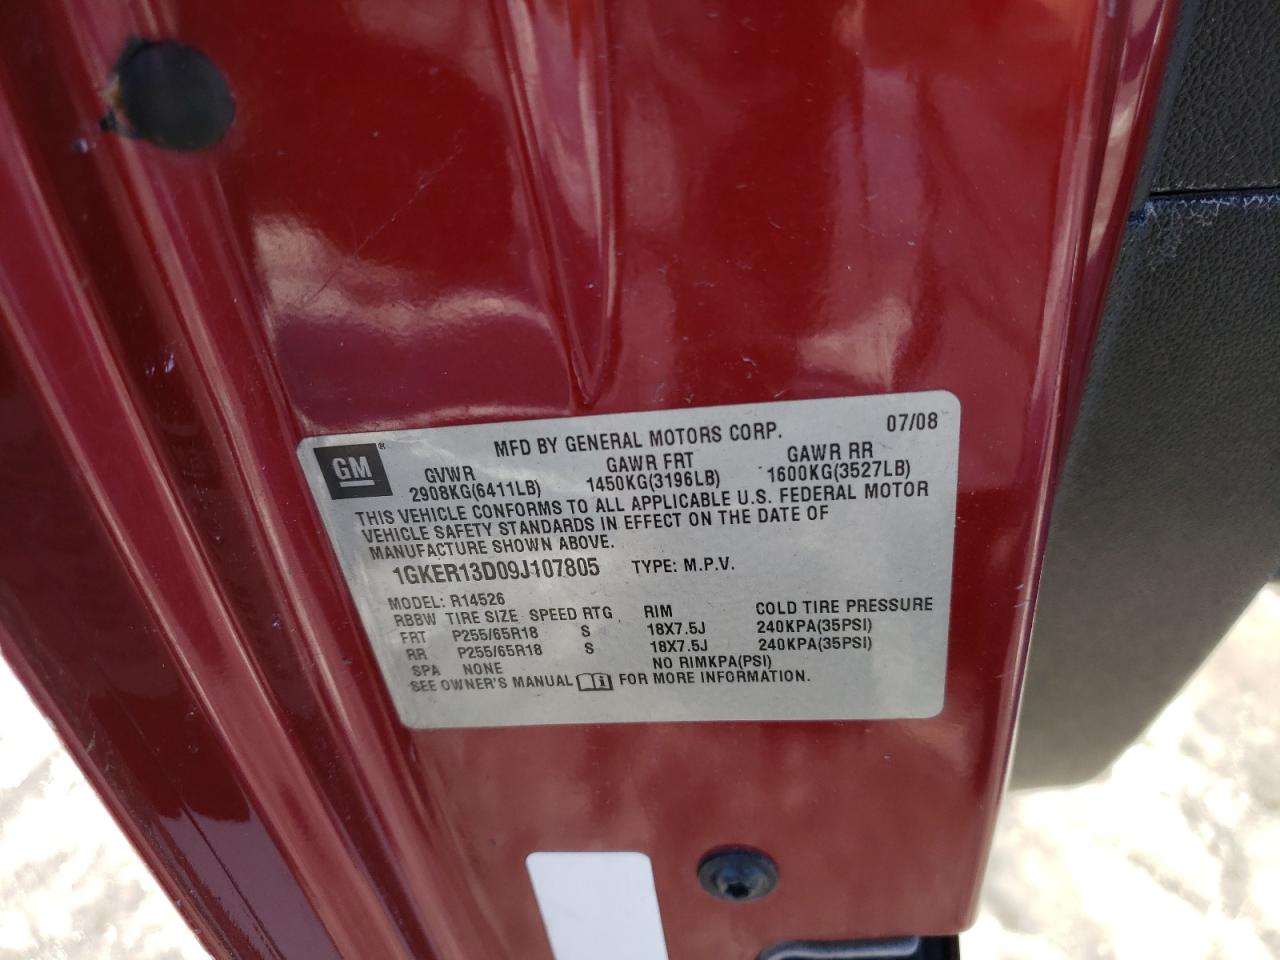 GM ®
MFD BY GENERAL MOTORS CORP. 07/08
GVWR GAWR FRT GAWR RR
2908KG(6411LB) 1450KG(3196LB) 1600KG(3527LB)
THIS VEHICLE CONFORMS TO ALL APPLICABLE U.S. FEDERAL MOTOR
VEHICLE SAFETY STANDARDS IN EFFECT ON THE DATE OF
MANUFACTURE SHOWN ABOVE.
1GKER13D09J107805 TYPE: M.P.V.
MODEL: R14526
RBBW TIRE SIZE SPEED RTG RIM COLD TIRE PRESSURE
FRT P255/65R18 S 18X7.5J 240KPA(35PSI)
RR P255/65R18 S 18X7.5J 240KPA(35PSI)
SPA NONE NO RIMKPA(PSI)
SEE OWNER'S MANUAL i FOR MORE INFORMATION.